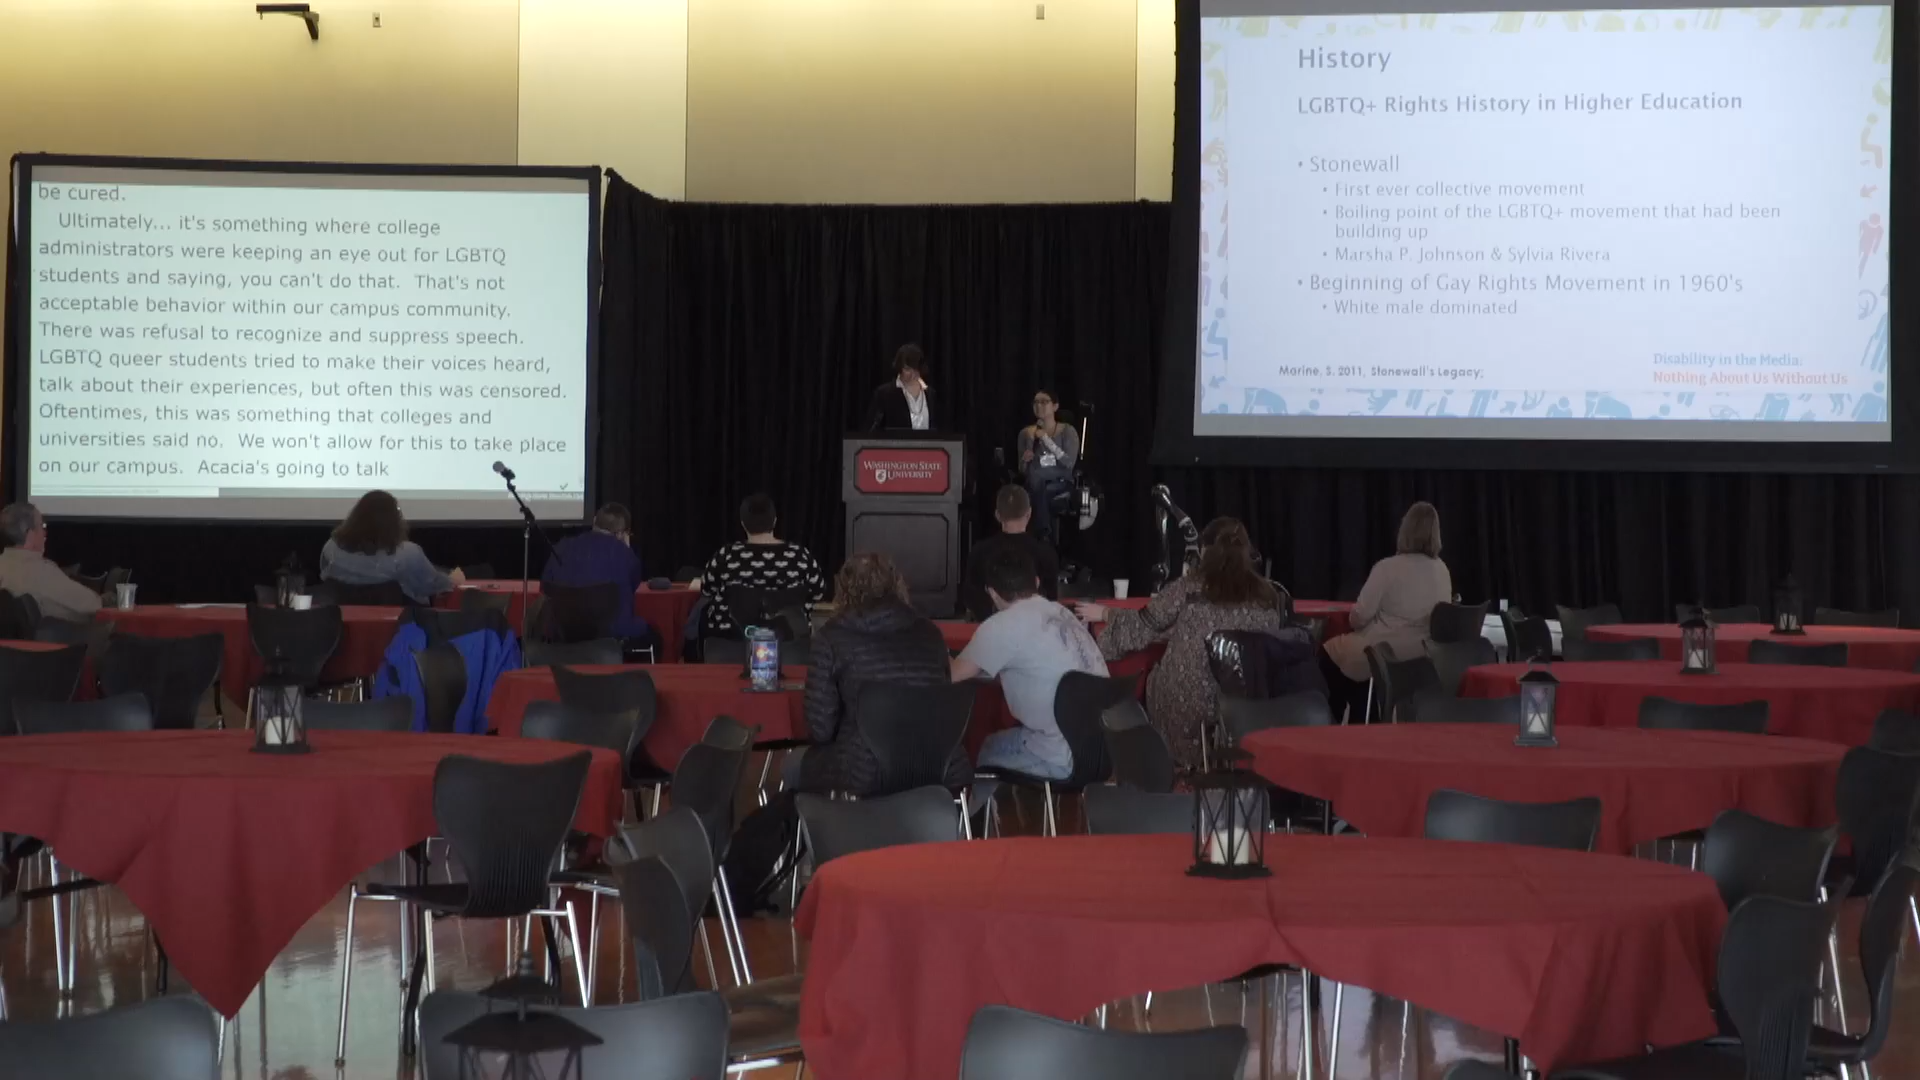 be cured.
Ultimately... it's something where college
administrators were keeping an eye out for LGBTQ
students and saying, you can't do that. That's not
acceptable behavior within our campus community.
There was refusal to recognize and suppress speech.
LGBTQ queer students tried to make their voices heard,
talk about their experiences, but often this was censored.
Oftentimes, this was something that colleges and
universities said no. We won't allow for this to take place
on our campus. Acacia's going to talk
WASHINGTON STATE
UNIVERSITY
History
LGBTQ+ Rights History in Higher Education
• Stonewall
• First ever collective movement
• Boiling point of the LGBTQ+ movement that had been
building up
• Marsha P. Johnson & Sylvia Rivera
• Beginning of Gay Rights Movement in 1960's
• White male dominated
Marine, S. 2011, Stonewall's Legacy;
Disability in the Media:
Nothing About Us Without Us